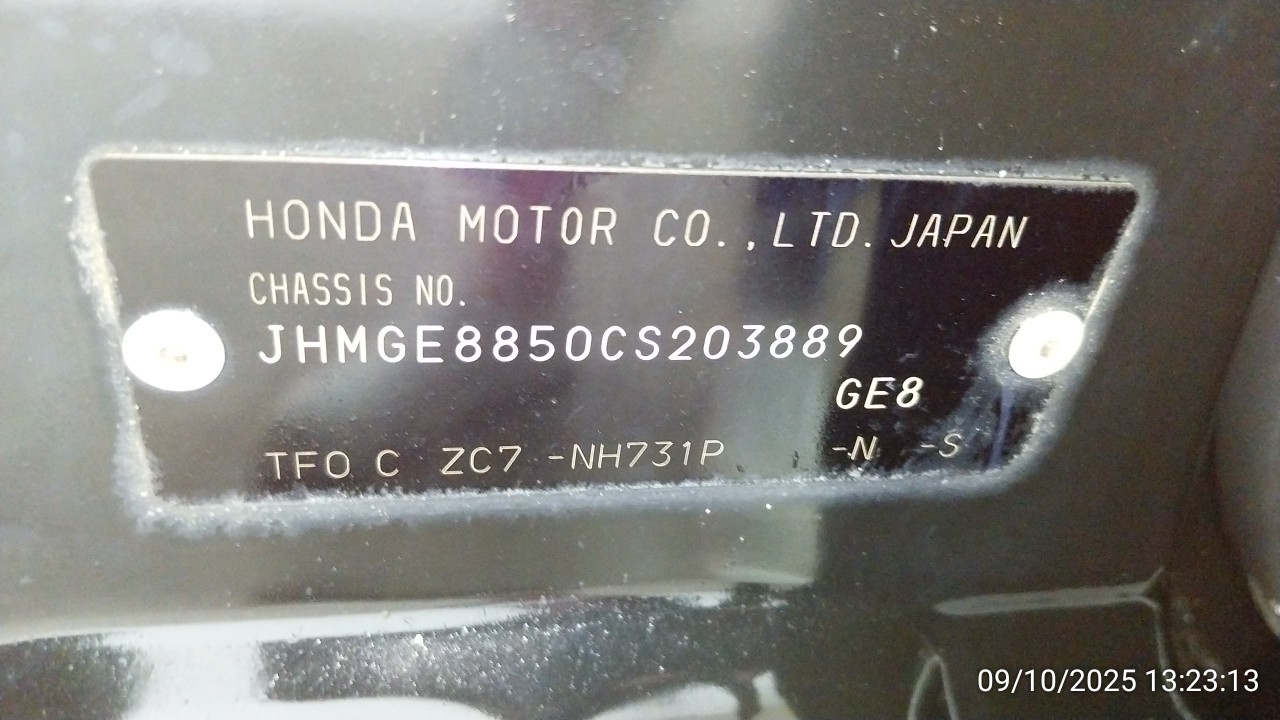 HONDA MOTOR CO.,LTD. JAPAN
CHASSIS NO.
JHMGE8850CS203889
GE8
TFO C ZC7 -NH731P -N -S
09/10/2025 13:23:13